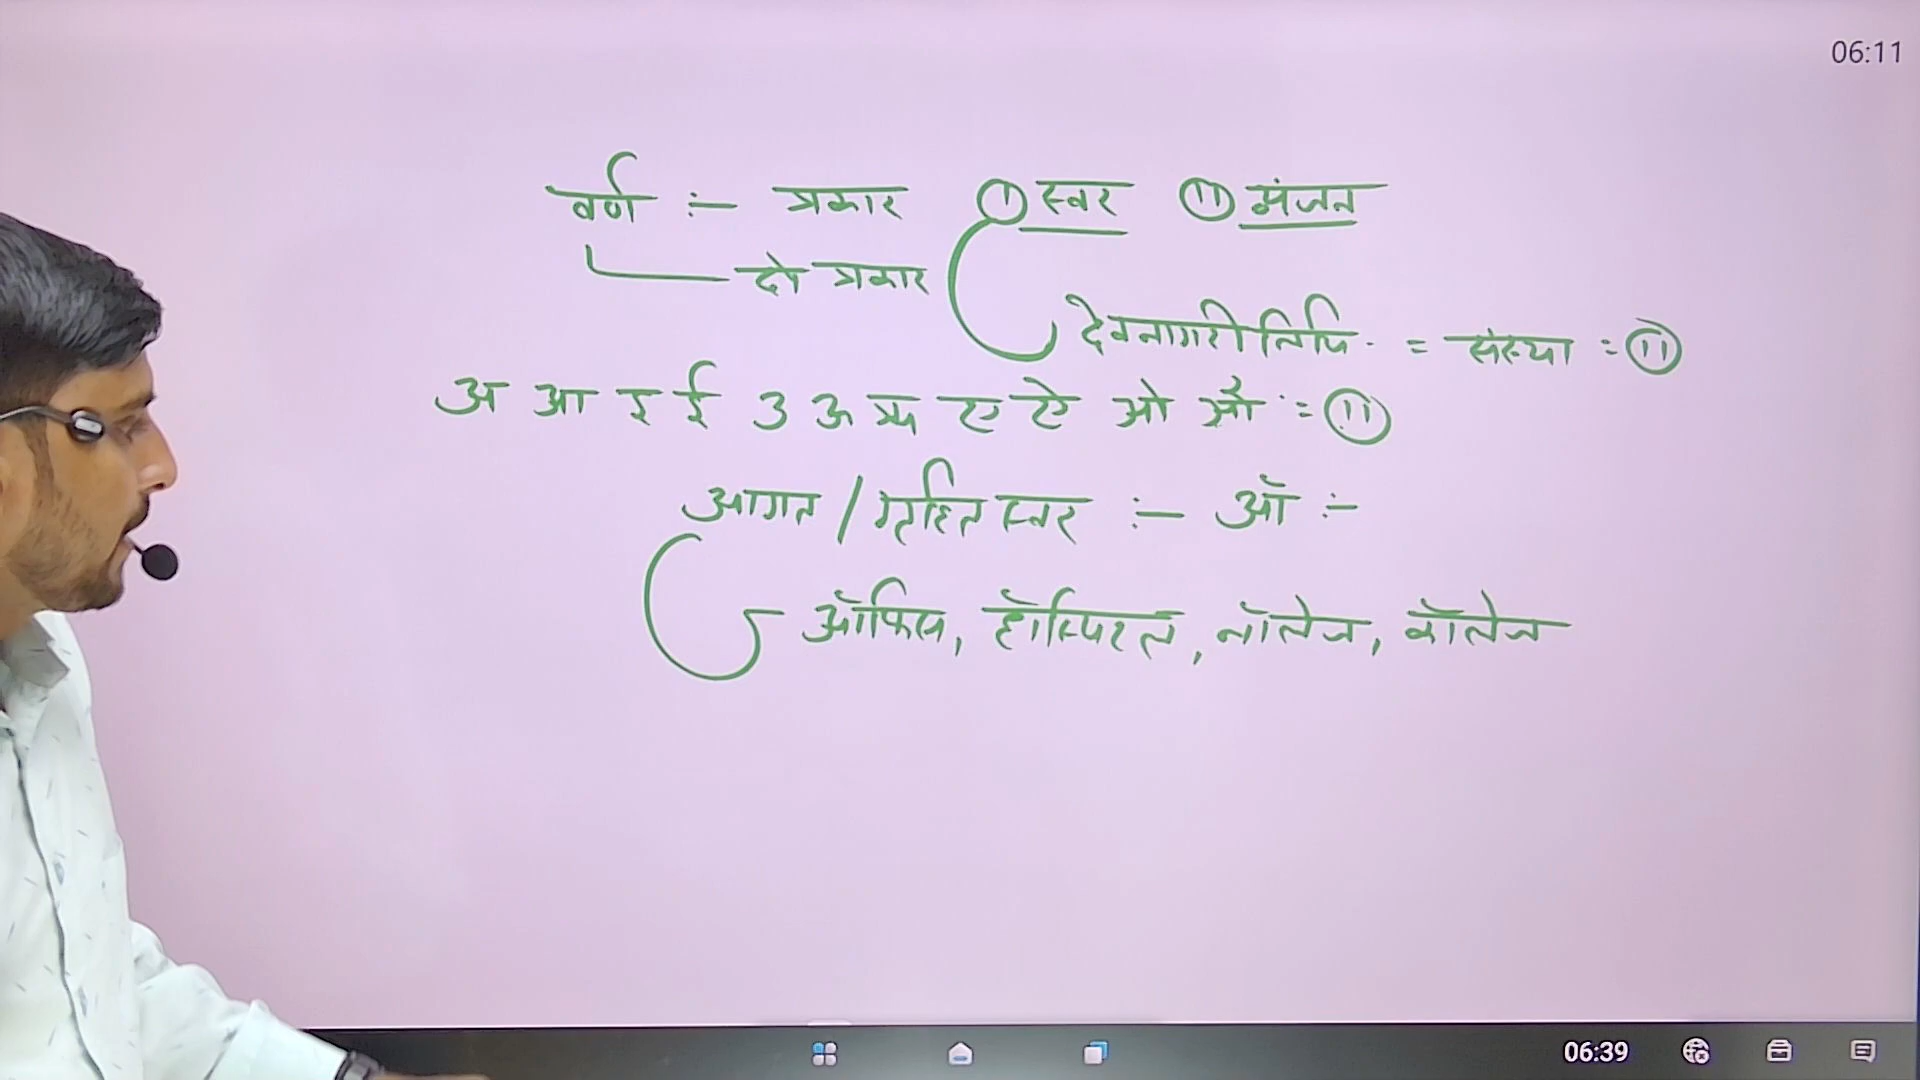 06:11
वर्ण :- प्रकार ① स्वर ⑪ व्यंजन
दो प्रकार
देवनागरी लिपि. = संख्या :- ⑪
अ आ इ ई उ ऊ ऋ ए ऐ ओ औ := ⑪
आगत / गृहित स्वर :- ऑ :-
ऑफिस, हॉस्पिटल, नॉलेज, कॉलेज
06:39